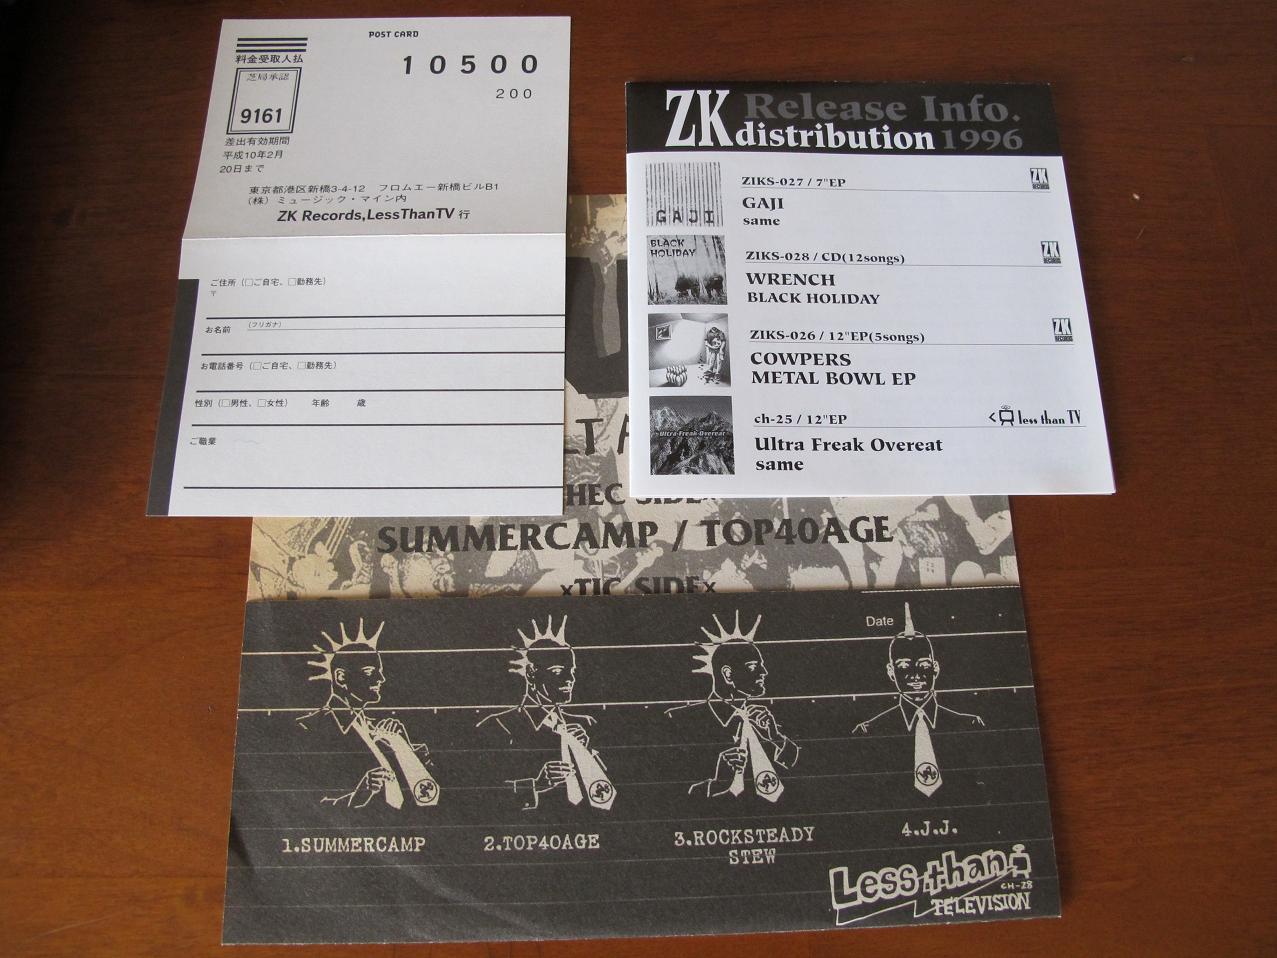 POST CARD
料金受取人払
芝局承認
9161
差出有効期間
平成10年2月
20日まで
10500
200
東京都港区新橋3-4-12 フロムエー新橋ビルB1
(株)ミュージック・マイン内
ZK Records,LessThanTV 行
ご住所(□ご自宅、□勤務先)
〒
お名前 (フリガナ)
お電話番号(□ご自宅、□勤務先)
性別(□男性、□女性) 年齢 歳
ご職業
ZK Release Info.
distribution 1996
GAJI
ZIKS-027 / 7"EP
ZK
GAJI
same
BLACK HOLIDAY
ZIKS-028 / CD(12songs)
ZK RECORDS
WRENCH
BLACK HOLIDAY
ZIKS-026 / 12"EP(5songs)
ZK RECORDS
COWPERS
METAL BOWL EP
Ultra Freak Overeat
ch-25 / 12"EP
less than TV
Ultra Freak Overeat
same
SUMMERCAMP / TOP40AGE
xTIC SIDEx
Date
1.SUMMERCAMP
2.TOP40AGE
3.ROCKSTEADY
STEW
4.J.J.
Less than
CH-28
TELEVISION